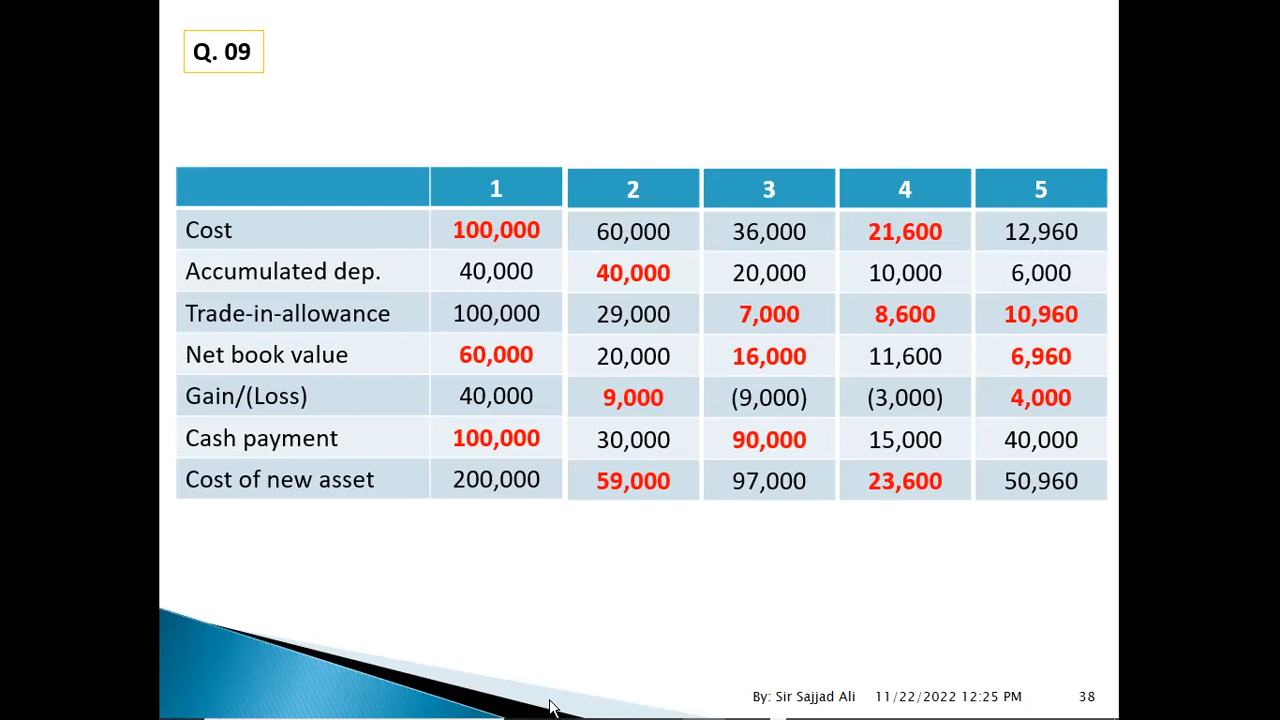 Q. 09
1 2 3 4 5
Cost 100,000 60,000 36,000 21,600 12,960
Accumulated dep. 40,000 40,000 20,000 10,000 6,000
Trade-in-allowance 100,000 29,000 7,000 8,600 10,960
Net book value 60,000 20,000 16,000 11,600 6,960
Gain/(Loss) 40,000 9,000 (9,000) (3,000) 4,000
Cash payment 100,000 30,000 90,000 15,000 40,000
Cost of new asset 200,000 59,000 97,000 23,600 50,960
By: Sir Sajjad Ali 11/22/2022 12:25 PM 38